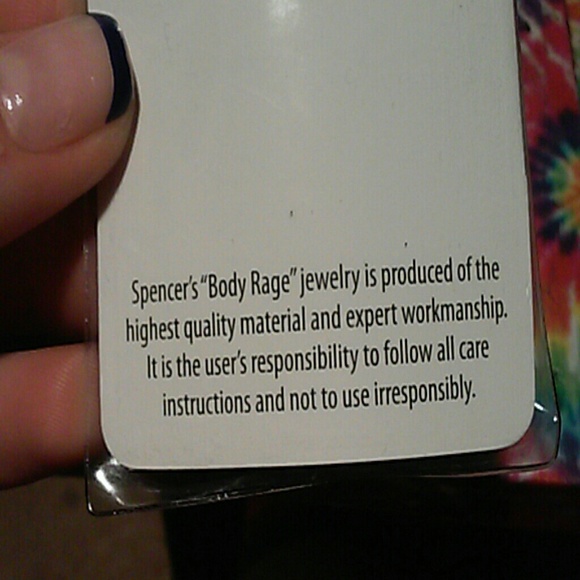 Spencer's “Body Rage” jewelry is produced of the
highest quality material and expert workmanship.
It is the user's responsibility to follow all care
instructions and not to use irresponsibly.